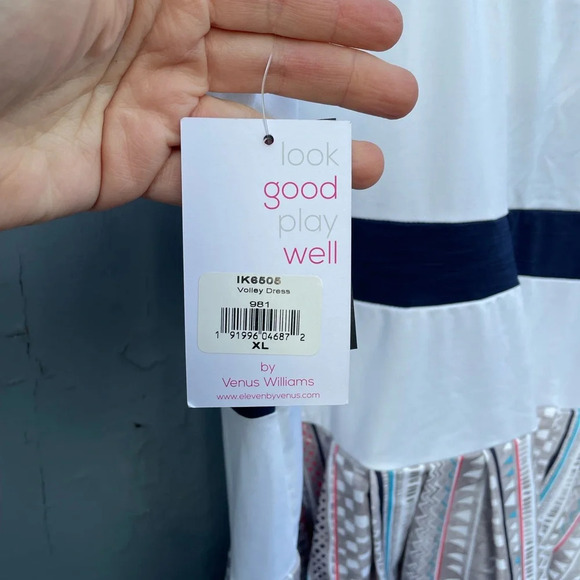 look
good
play
well
IK6505
Volley Dress
981
1 91996 04687 2
XL
by
Venus Williams
www.elevenbyvenus.com